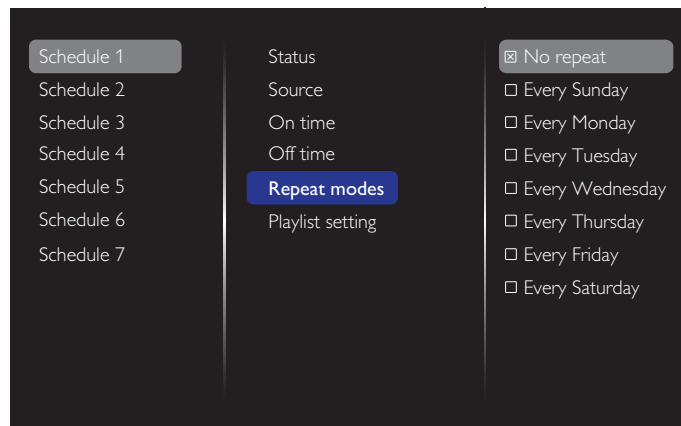 Schedule 1
Schedule 2
Schedule 3
Schedule 4
Schedule 5
Schedule 6
Schedule 7
Status
Source
On time
Off time
Repeat modes
Playlist setting
No repeat
Every Sunday
Every Monday
Every Tuesday
Every Wednesday
Every Thursday
Every Friday
Every Saturday